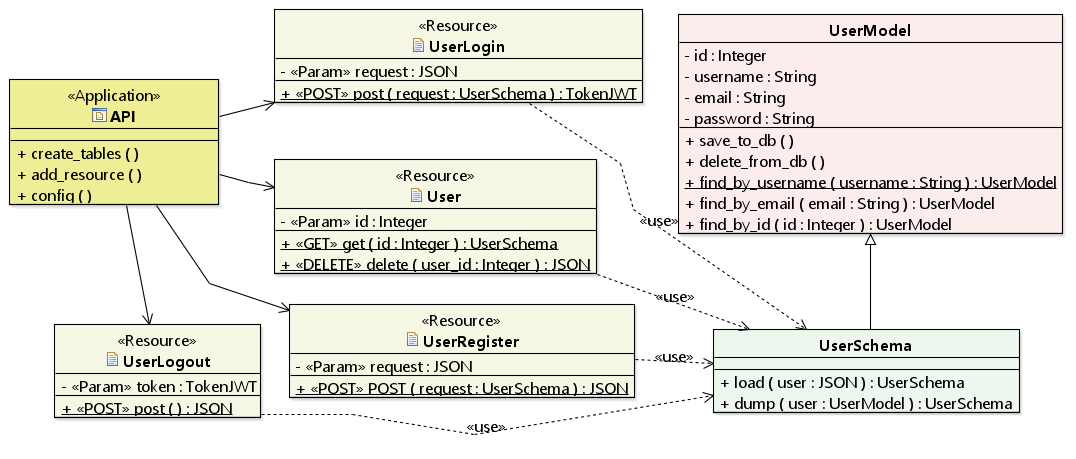 «Application»
API
+ create_tables ( )
+ add_resource ( )
+ config ( )
«Resource»
UserLogin
- «Param» request : JSON
+ «POST» post ( request : UserSchema ) : TokenJWT
«Resource»
User
- «Param» id : Integer
+ «GET» get ( id : Integer ) : UserSchema
+ «DELETE» delete ( user_id : Integer ) : JSON
«Resource»
UserRegister
- «Param» request : JSON
+ «POST» POST ( request : UserSchema ) : JSON
«Resource»
UserLogout
- «Param» token : TokenJWT
+ «POST» post ( ) : JSON
UserModel
- id : Integer
- username : String
- email : String
- password : String
+ save_to_db ( )
+ delete_from_db ( )
+ find_by_username ( username : String ) : UserModel
+ find_by_email ( email : String ) : UserModel
+ find_by_id ( id : Integer ) : UserModel
UserSchema
+ load ( user : JSON ) : UserSchema
+ dump ( user : UserModel ) : UserSchema
«use»
«use»
«use»
«use»